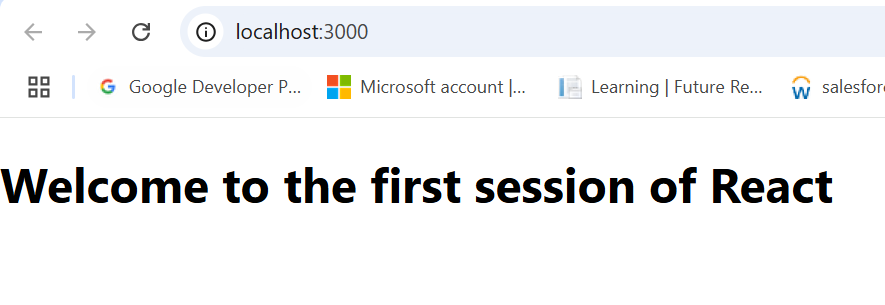 localhost:3000
Google Developer P... Microsoft account |... Learning | Future Re... salesfor
Welcome to the first session of React